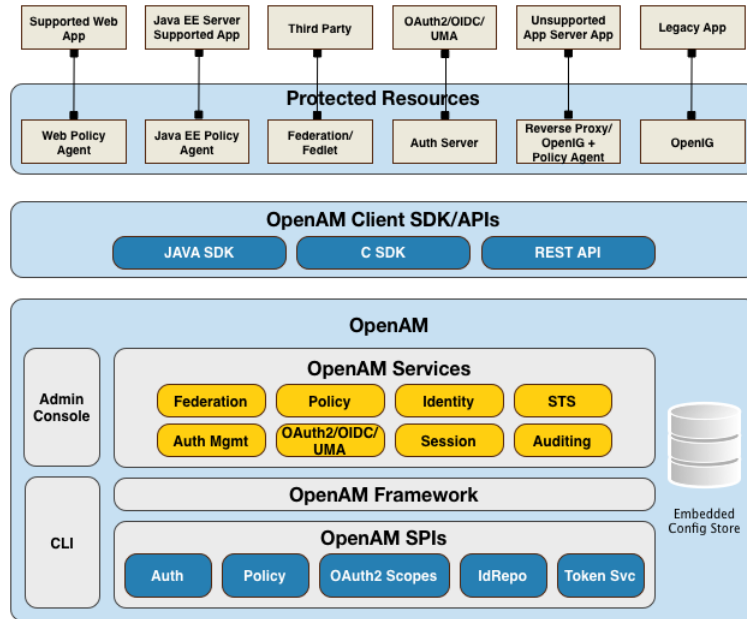 Supported Web
App
Java EE Server
Supported App
Third Party
OAuth2/OIDC/
UMA
Unsupported
App Server App
Legacy App
Protected Resources
Web Policy
Agent
Java EE Policy
Agent
Federation/
Fedlet
Auth Server
Reverse Proxy/
OpenIG +
Policy Agent
OpenIG
OpenAM Client SDK/APIs
JAVA SDK
C SDK
REST API
OpenAM
Admin
Console
OpenAM Services
Federation
Policy
Identity
STS
Auth Mgmt
OAuth2/OIDC/
UMA
Session
Auditing
Embedded
Config Store
CLI
OpenAM Framework
OpenAM SPIs
Auth
Policy
OAuth2 Scopes
IdRepo
Token Svc